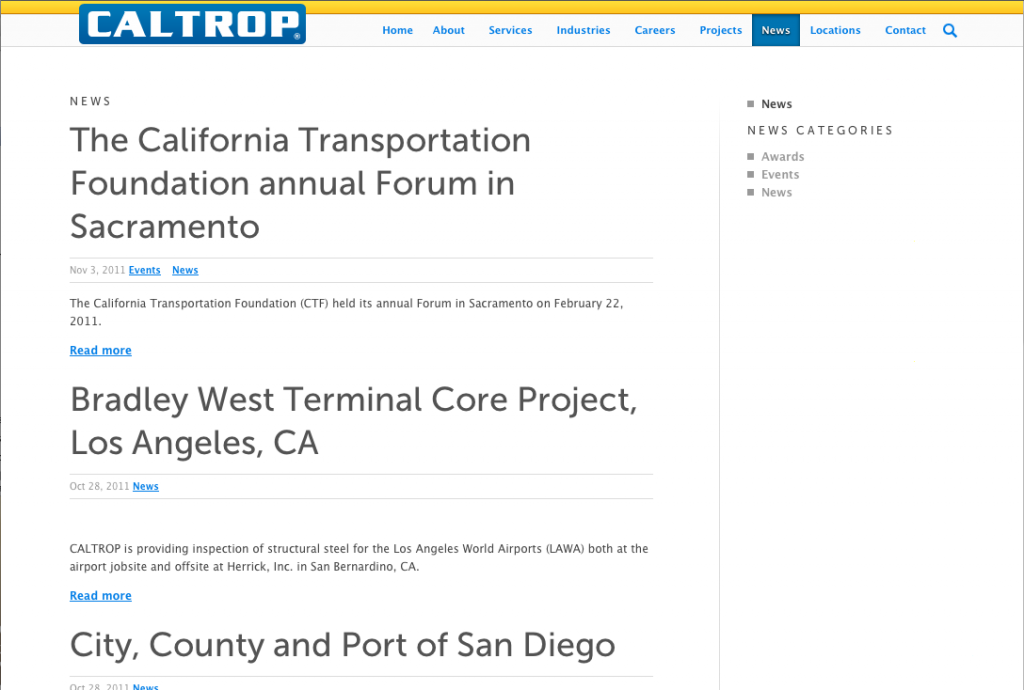 CALTROP®
Home About Services Industries Careers Projects News Locations Contact
NEWS
The California Transportation
Foundation annual Forum in
Sacramento
Nov 3, 2011 Events News
The California Transportation Foundation (CTF) held its annual Forum in Sacramento on February 22,
2011.
Read more
Bradley West Terminal Core Project,
Los Angeles, CA
Oct 28, 2011 News
CALTROP is providing inspection of structural steel for the Los Angeles World Airports (LAWA) both at the
airport jobsite and offsite at Herrick, Inc. in San Bernardino, CA.
Read more
City, County and Port of San Diego
Oct 28, 2011 News
News
NEWS CATEGORIES
Awards
Events
News